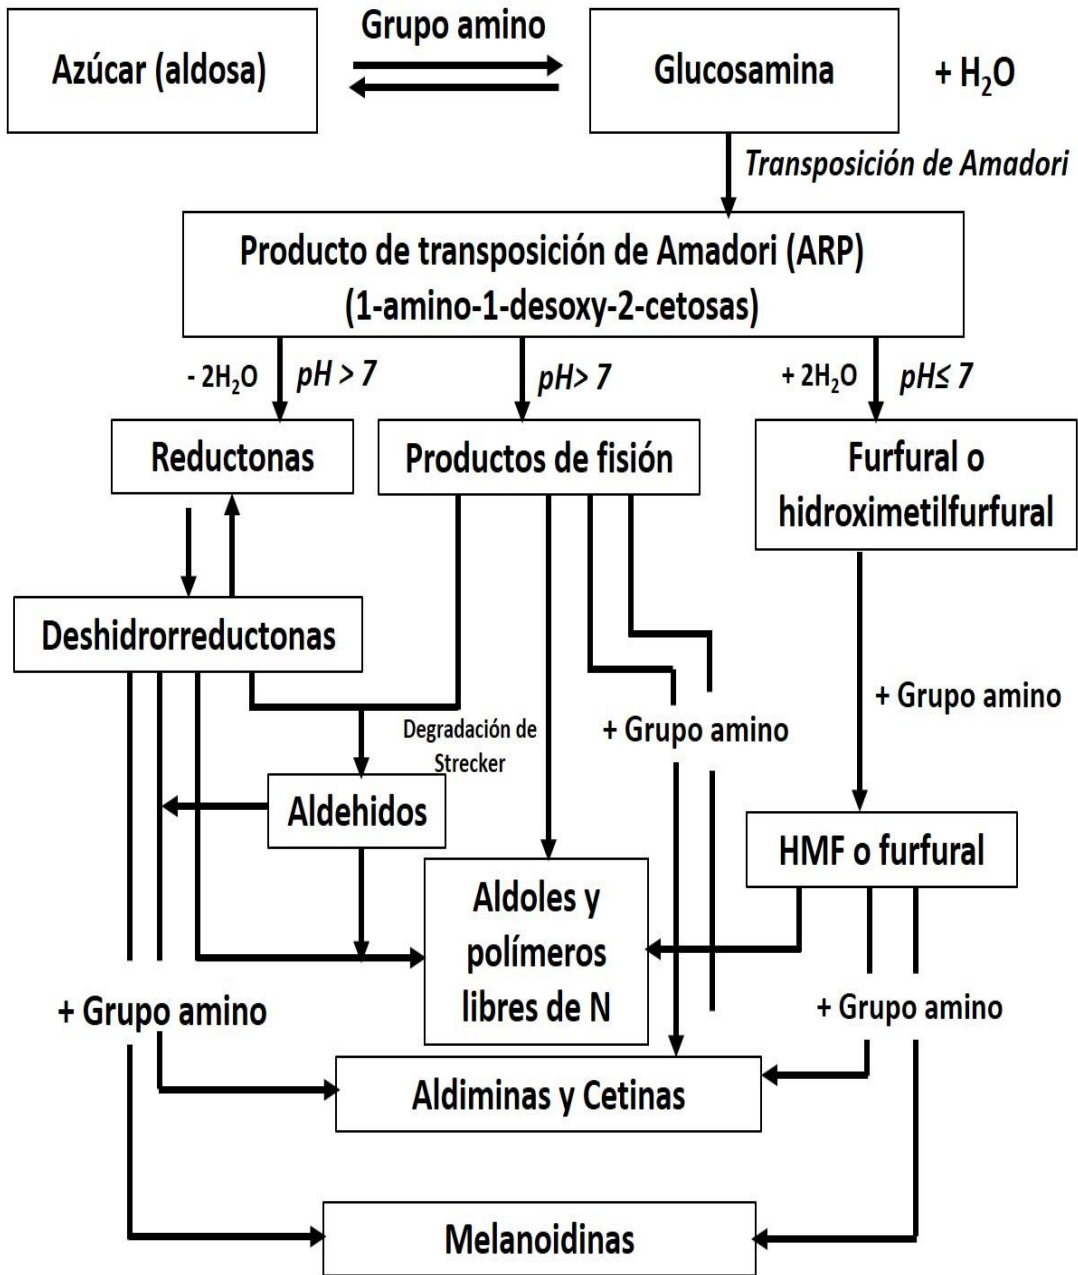 Grupo amino
Azúcar (aldosa)
Glucosamina
+ H₂O
Transposición de Amadori
Producto de transposición de Amadori (ARP)
(1-amino-1-desoxy-2-cetosas)
- 2H₂O
pH > 7
pH> 7
+ 2H₂O
pH≤ 7
Reductonas
Productos de fisión
Furfural o
hidroximetilfurfural
Deshidrorreductonas
+ Grupo amino
Degradación de
Strecker
+ Grupo amino
Aldehidos
HMF o furfural
Aldoles y
polímeros
libres de N
+ Grupo amino
+ Grupo amino
Aldiminas y Cetinas
Melanoidinas